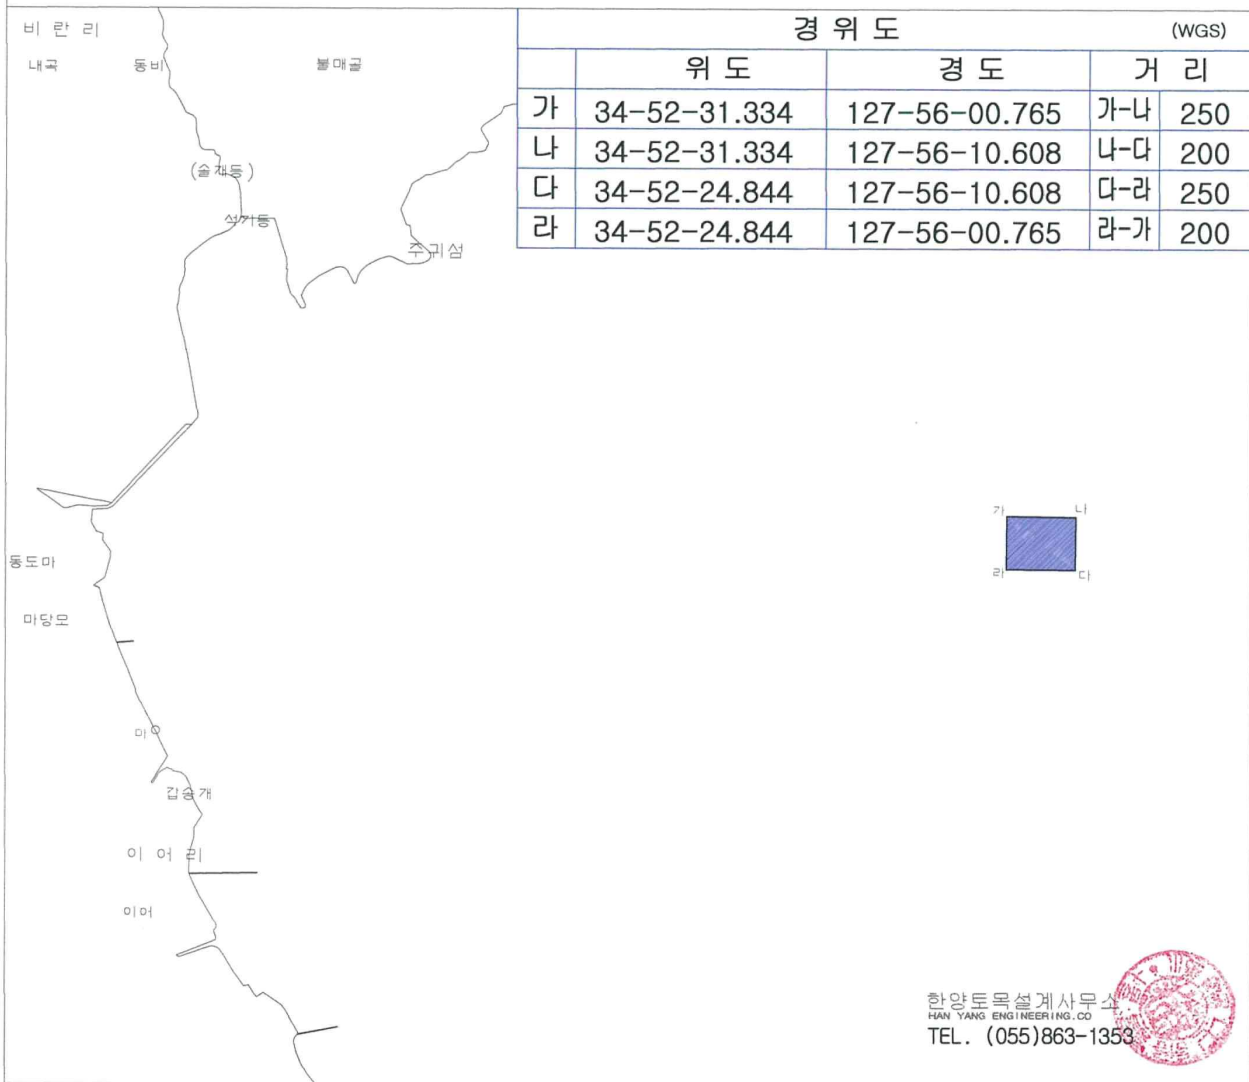 비 란 리
내곡 동비 불매골
(솔개등)
석기등
주귀섬
경 위 도 (WGS)
위 도 경 도 거 리
가 34-52-31.334 127-56-00.765 가-나 250
나 34-52-31.334 127-56-10.608 나-다 200
다 34-52-24.844 127-56-10.608 다-라 250
라 34-52-24.844 127-56-00.765 라-가 200
가 나
라 다
동도마
마당모
마
갑송개
이 어 리
이어
한양토목설계사무소
HAN YANG ENGINEERING.CO
TEL. (055)863-1353